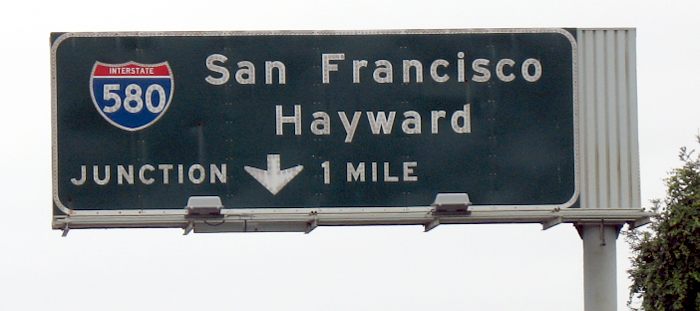 INTERSTATE
580
San Francisco
Hayward
JUNCTION 1 MILE